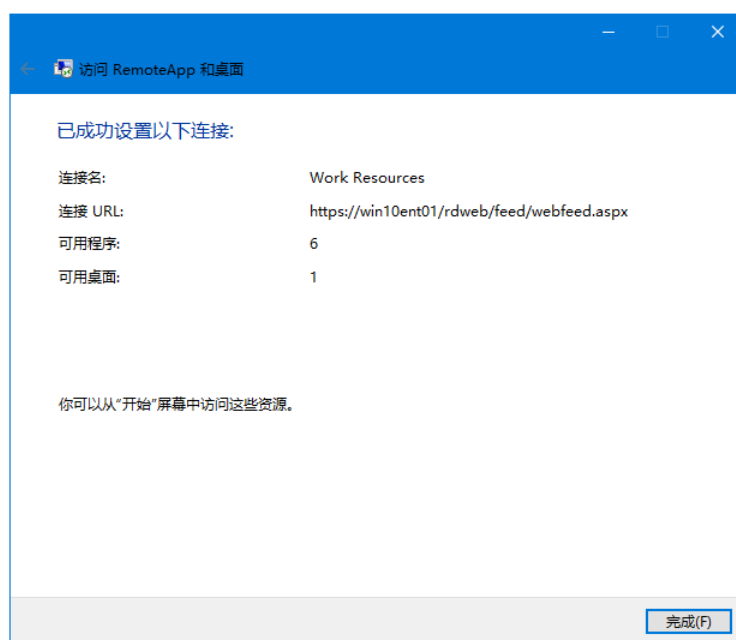 访问 RemoteApp 和桌面
已成功设置以下连接:
连接名: Work Resources
连接 URL: https://win10ent01/rdweb/feed/webfeed.aspx
可用程序: 6
可用桌面: 1
你可以从“开始”屏幕中访问这些资源。
完成(F)